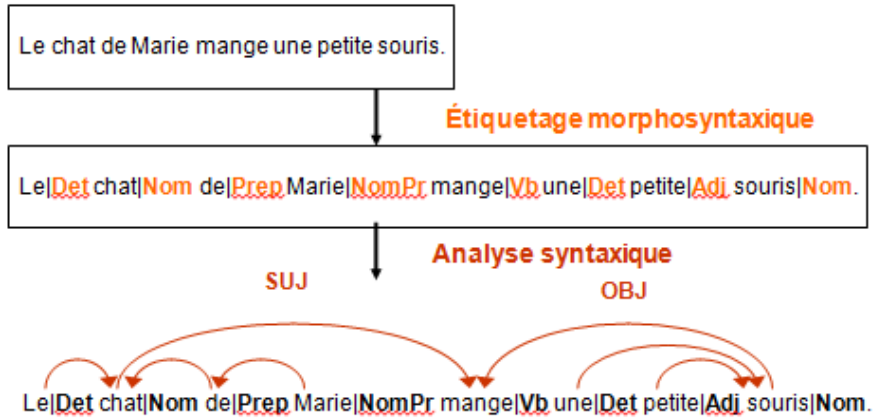 Le chat de Marie mange une petite souris.
Étiquetage morphosyntaxique
Le|Det chat|Nom de|Prep Marie|NomPr mange|Vb une|Det petite|Adj souris|Nom.
Analyse syntaxique
SUJ
OBJ
Le|Det chat|Nom de|Prep Marie|NomPr mange|Vb une|Det petite|Adj souris|Nom.